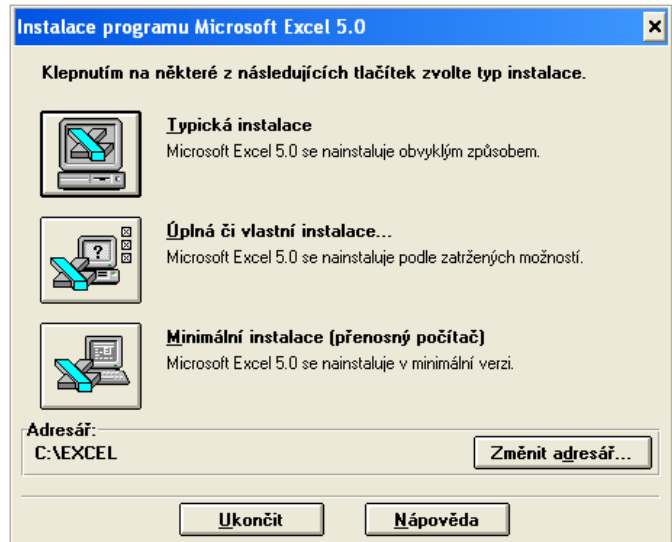 Instalace programu Microsoft Excel 5.0
Klepnutím na některé z následujících tlačítek zvolte typ instalace.
Typická instalace
Microsoft Excel 5.0 se nainstaluje obvyklým způsobem.
?
Úplná či vlastní instalace...
Microsoft Excel 5.0 se nainstaluje podle zatržených možností.
Minimální instalace (přenosný počítač)
Microsoft Excel 5.0 se nainstaluje v minimální verzi.
Adresář:
C:\EXCEL
Změnit adresář...
Ukončit
Nápověda